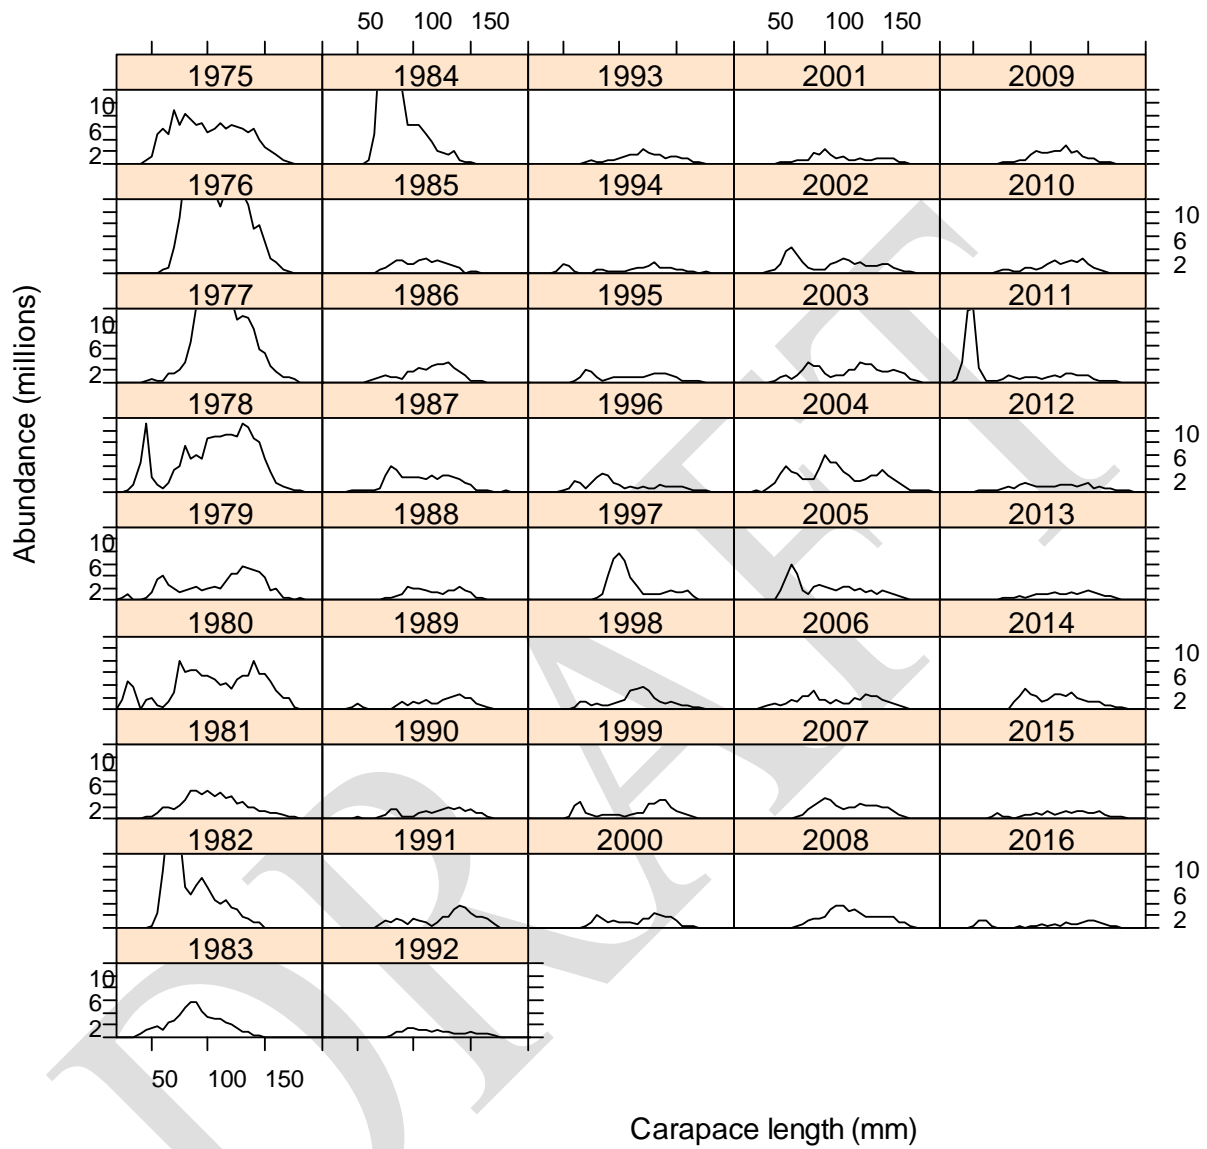 50 100 150 50 100 150
1975 1984 1993 2001 2009
10
6
2
1976 1985 1994 2002 2010
10
6
2
1977 1986 1995 2003 2011
10
6
2
1978 1987 1996 2004 2012
10
6
2
1979 1988 1997 2005 2013
10
6
2
1980 1989 1998 2006 2014
10
6
2
1981 1990 1999 2007 2015
10
6
2
1982 1991 2000 2008 2016
10
6
2
1983 1992
10
6
2
50 100 150
Abundance (millions)
Carapace length (mm)
DRAFT